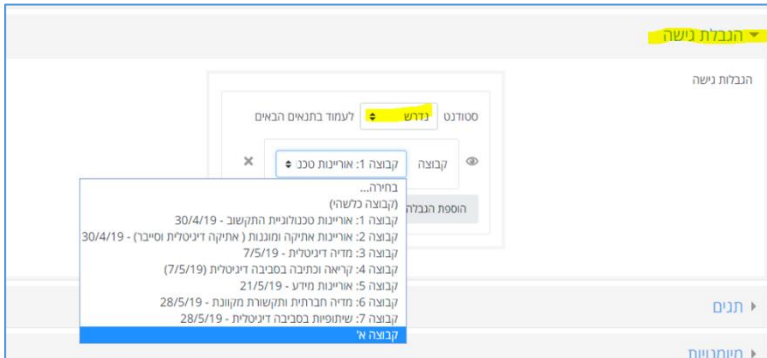 הגבלת גישה
הגבלות גישה
סטודנט נדרש לעמוד בתנאים הבאים
קבוצה קבוצה 1: אוריינות טכנ
בחירה...
(קבוצה כלשהי)
קבוצה 1: אוריינות טכנולוגיית התקשוב - 30/4/19
קבוצה 2: אוריינות אתיקה ומוגנות ( אתיקה דיגיטלית וסייבר) - 30/4/19
קבוצה 3: מדיה דיגיטלית - 7/5/19
קבוצה 4: קריאה וכתיבה בסביבה דיגיטלית (7/5/19)
קבוצה 5: אוריינות מידע - 21/5/19
קבוצה 6: מדיה חברתית ותקשורת מקוונת - 28/5/19
קבוצה 7: שיתופיות בסביבה דיגיטלית - 28/5/19
קבוצה א'
הוספת הגבלה
תגים
מיומנויות